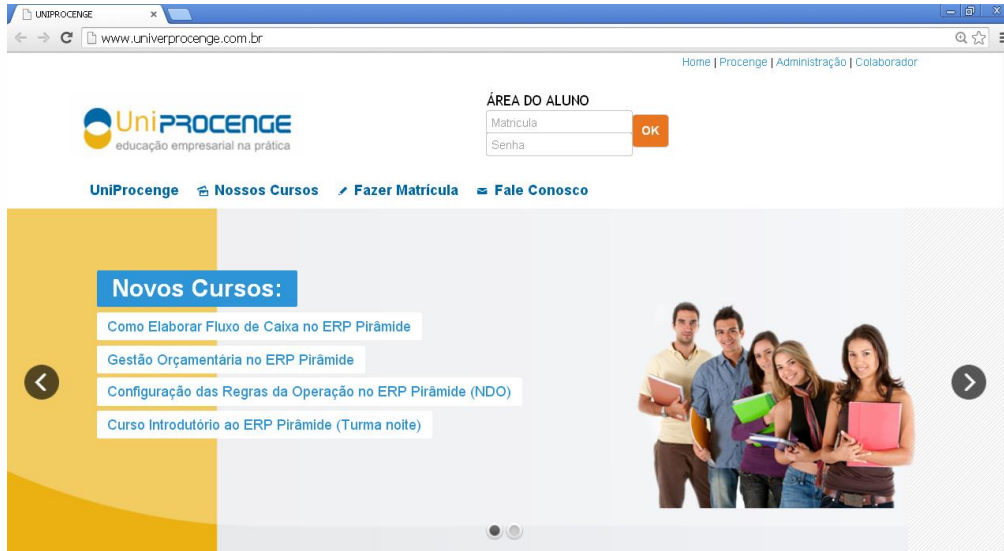 UNIPROCENGE
www.univerprocenge.com.br
Home | Procenge | Administração | Colaborador
ÁREA DO ALUNO
UniPROCENGE
educação empresarial na prática
Matricula
Senha
OK
UniProcenge Nossos Cursos Fazer Matrícula Fale Conosco
Novos Cursos:
Como Elaborar Fluxo de Caixa no ERP Pirâmide
Gestão Orçamentária no ERP Pirâmide
Configuração das Regras da Operação no ERP Pirâmide (NDO)
Curso Introdutório ao ERP Pirâmide (Turma noite)